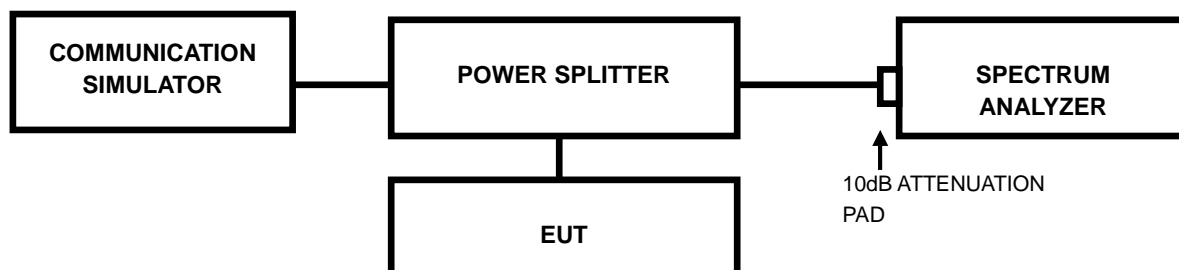 COMMUNICATION
SIMULATOR
POWER SPLITTER
SPECTRUM
ANALYZER
10dB ATTENUATION
PAD
EUT